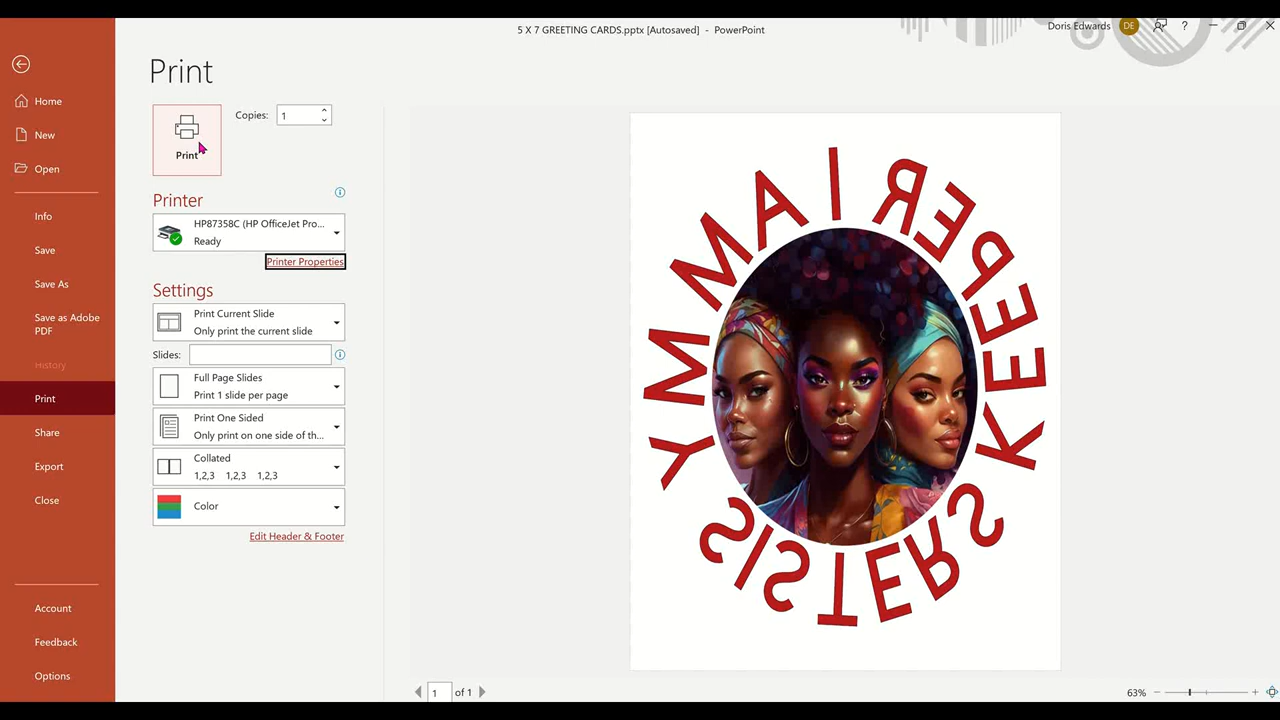 5 X 7 GREETING CARDS.pptx [Autosaved] - PowerPoint
Doris Edwards
DE
?
Home
New
Open
Info
Save
Save As
Save as Adobe
PDF
History
Print
Share
Export
Close
Account
Feedback
Options
Print
Print
Copies: 1
Printer
HP87358C (HP OfficeJet Pro...
Ready
Printer Properties
Settings
Print Current Slide
Only print the current slide
Slides:
Full Page Slides
Print 1 slide per page
Print One Sided
Only print on one side of th...
Collated
1,2,3 1,2,3 1,2,3
Color
Edit Header & Footer
I AM MY SISTERS KEEPER
1 of 1
63%